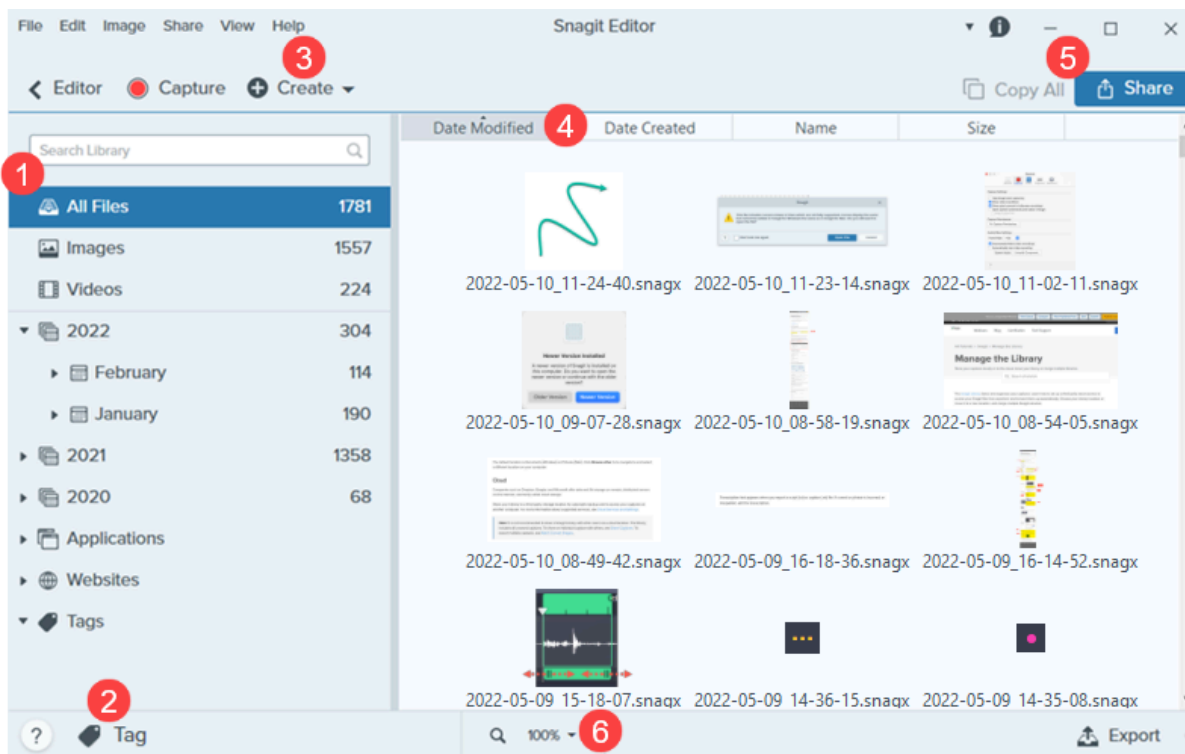 File Edit Image Share View Help
Snagit Editor
3
5
Editor Capture Create
Copy All Share
Search Library
Date Modified 4 Date Created Name Size
1
All Files 1781
Images 1557
Videos 224
2022 304
February 114
January 190
2021 1358
2020 68
Applications
Websites
Tags
2022-05-10_11-24-40.snagx 2022-05-10_11-23-14.snagx 2022-05-10_11-02-11.snagx
Newer Version Installed
Older Version Newer Version
Manage the Library
2022-05-10_09-07-28.snagx 2022-05-10_08-58-19.snagx 2022-05-10_08-54-05.snagx
2022-05-10_08-49-42.snagx 2022-05-09_16-18-36.snagx 2022-05-09_16-14-52.snagx
2022-05-09_15-18-07.snagx 2022-05-09_14-36-15.snagx 2022-05-09_14-35-08.snagx
2
? Tag
100% 6
Export